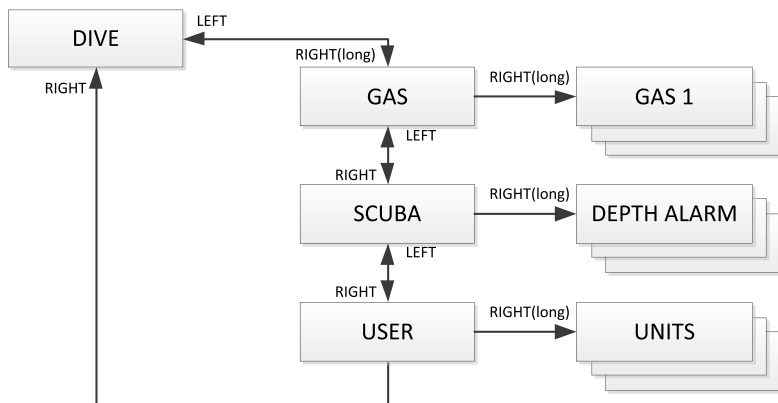 LEFT
DIVE
RIGHT(long)
RIGHT
RIGHT(long)
GAS
GAS 1
LEFT
RIGHT
RIGHT(long)
SCUBA
DEPTH ALARM
LEFT
RIGHT
RIGHT(long)
USER
UNITS